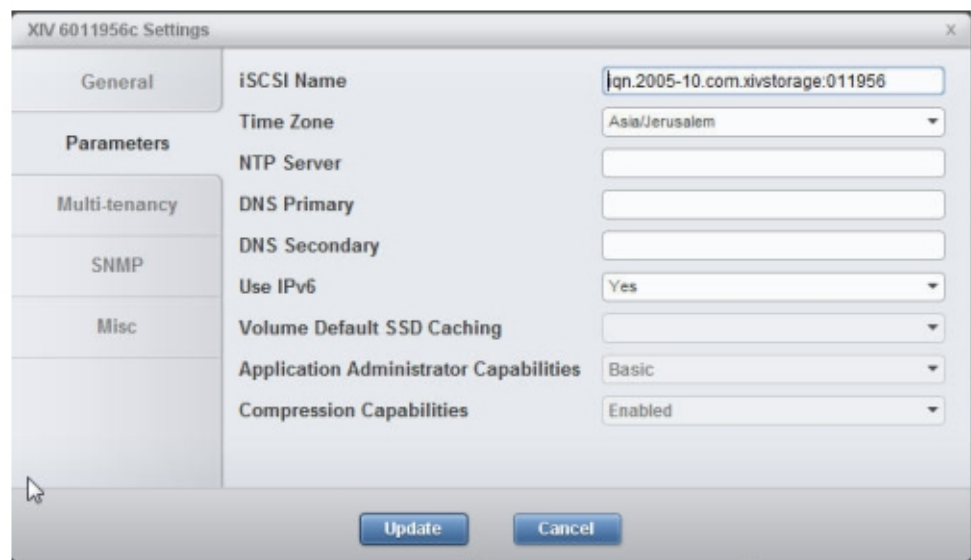 XIV 6011956c Settings
x
General
Parameters
Multi-tenancy
SNMP
Misc
iSCSI Name
iqn.2005-10.com.xivstorage:011956
Time Zone
Asia/Jerusalem
NTP Server
DNS Primary
DNS Secondary
Use IPv6
Yes
Volume Default SSD Caching
Application Administrator Capabilities
Basic
Compression Capabilities
Enabled
Update
Cancel